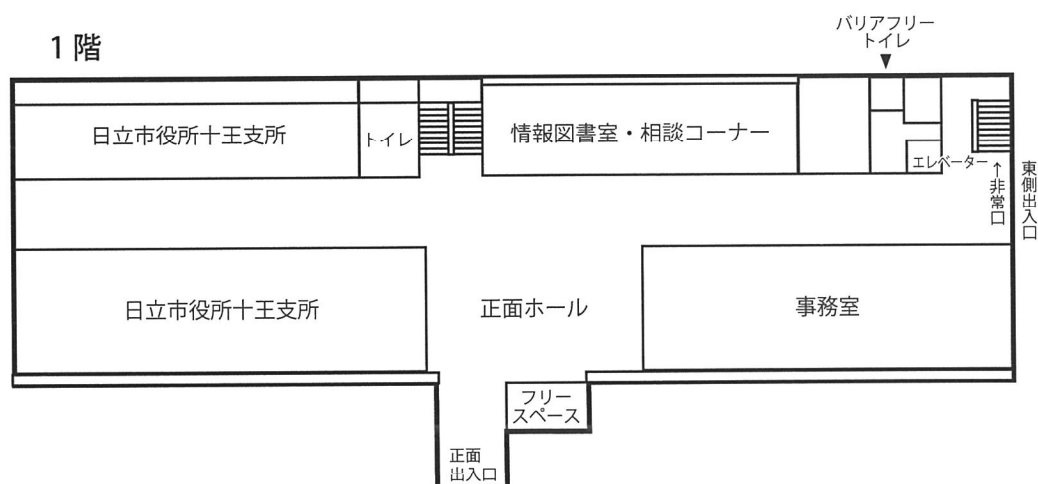 1階
バリアフリー
トイレ
日立市役所十王支所
トイレ
情報図書室・相談コーナー
エレベーター
↑非常口
東側出入口
日立市役所十王支所
正面ホール
事務室
フリー
スペース
正面
出入口